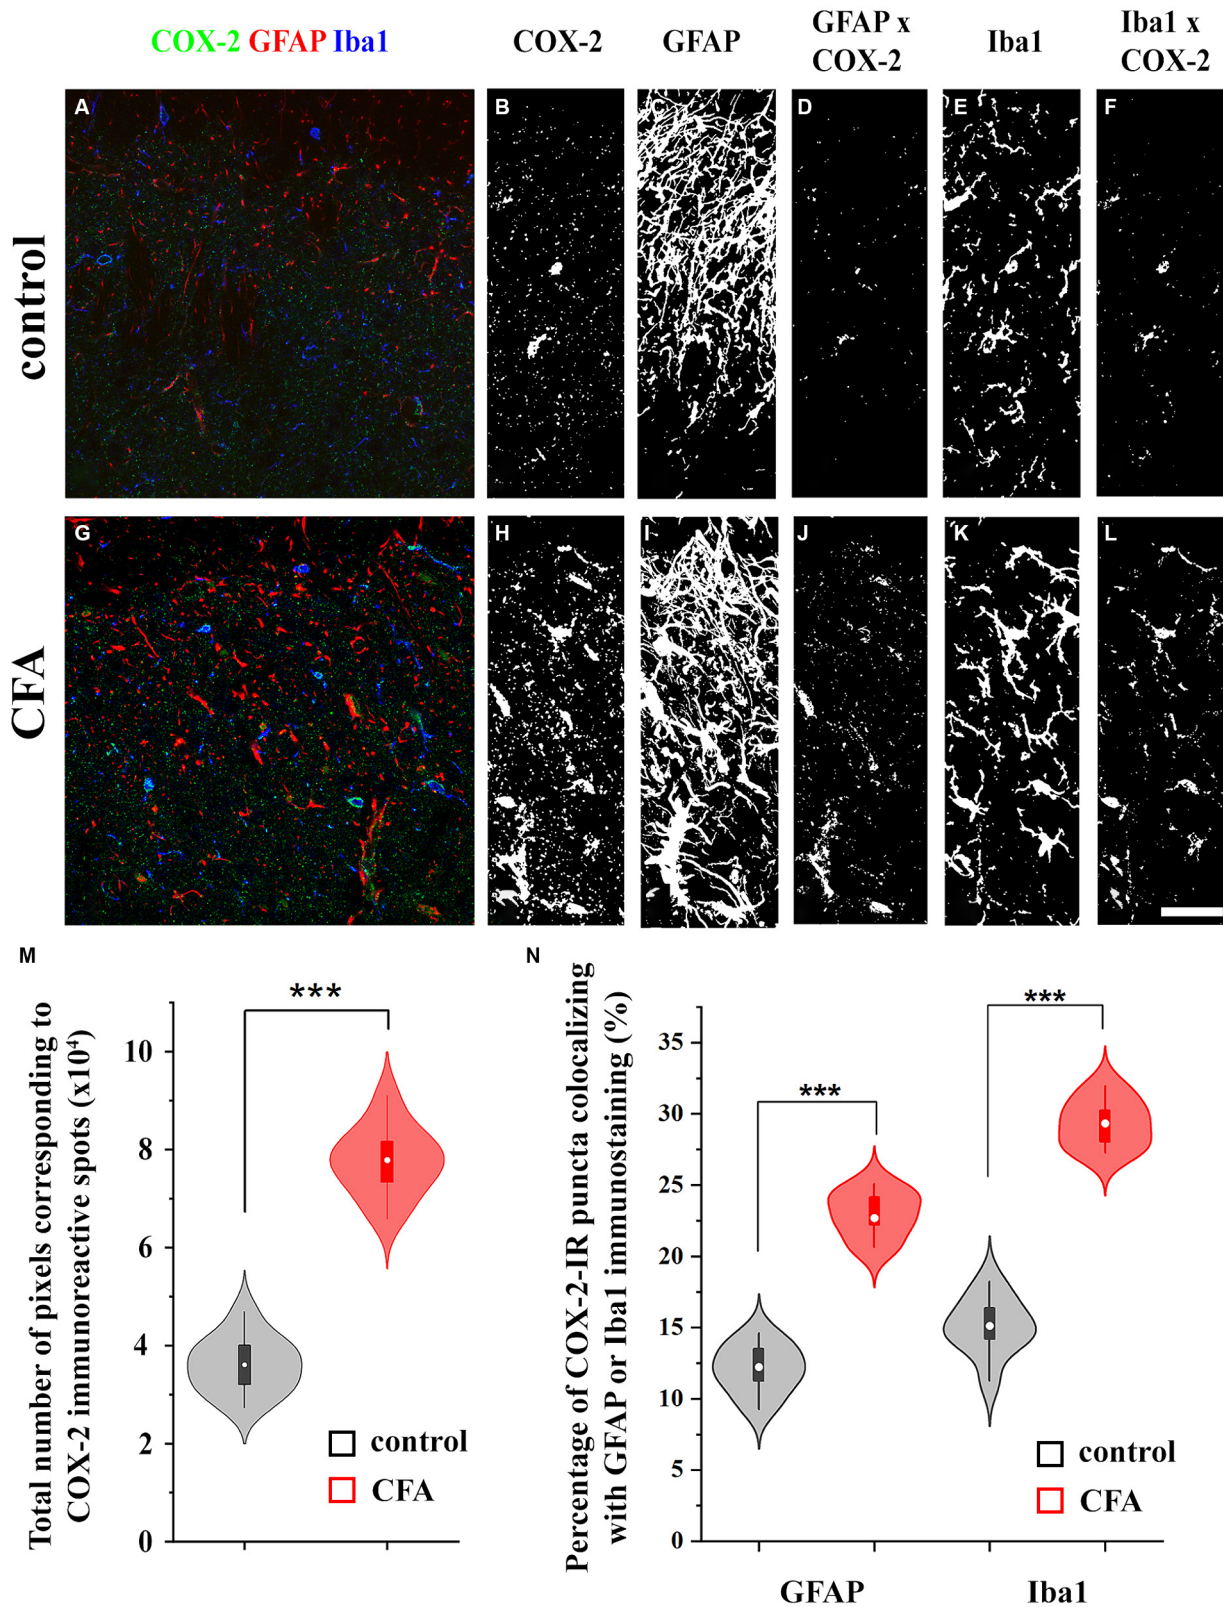 COX-2 GFAP Iba1
COX-2
GFAP
GFAP x
COX-2
Iba1
Iba1 x
COX-2
control
A
B
C
D
E
F
CFA
G
H
I
J
K
L
M
Total number of pixels corresponding to
COX-2 immunoreactive spots (x10⁴)
10
8
6
4
2
0
***
control
CFA
N
Percentage of COX-2-IR puncta colocalizing
with GFAP or Iba1 immunostaining (%)
35
30
25
20
15
10
5
0
***
***
control
CFA
GFAP
Iba1